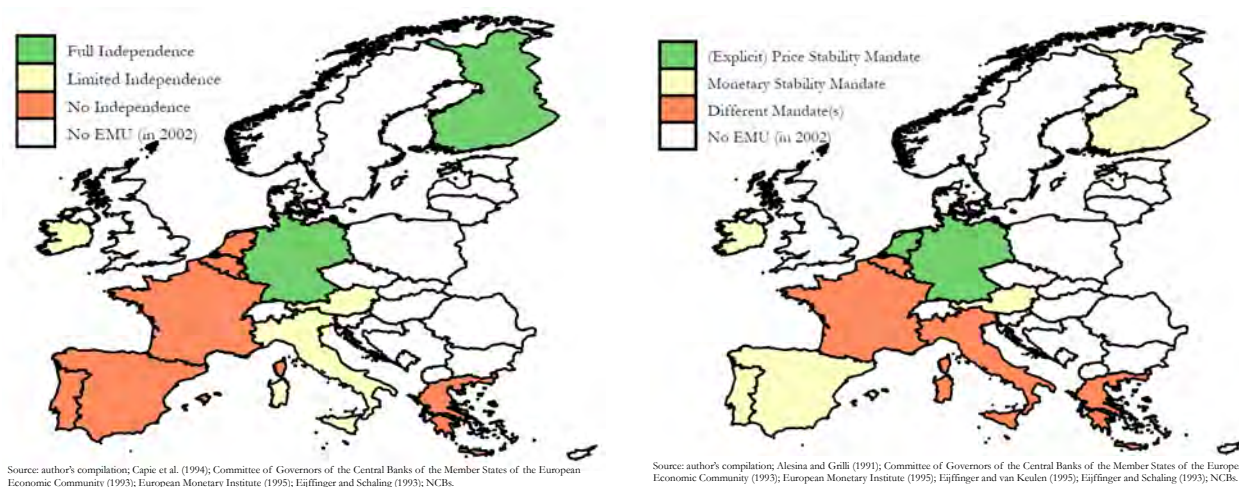 Full Independence
Limited Independence
No Independence
No EMU (in 2002)
Source: author's compilation; Capie et al. (1994); Committee of Governors of the Central Banks of the Member States of the European
Economic Community (1993); European Monetary Institute (1995); Eijffinger and Schaling (1993); NCBs.
(Explicit) Price Stability Mandate
Monetary Stability Mandate
Different Mandate(s)
No EMU (in 2002)
Source: author's compilation; Alesina and Grilli (1991); Committee of Governors of the Central Banks of the Member States of the Europe
Economic Community (1993); European Monetary Institute (1995); Eijffinger and van Keulen (1995); Eijffinger and Schaling (1993); NCBs.